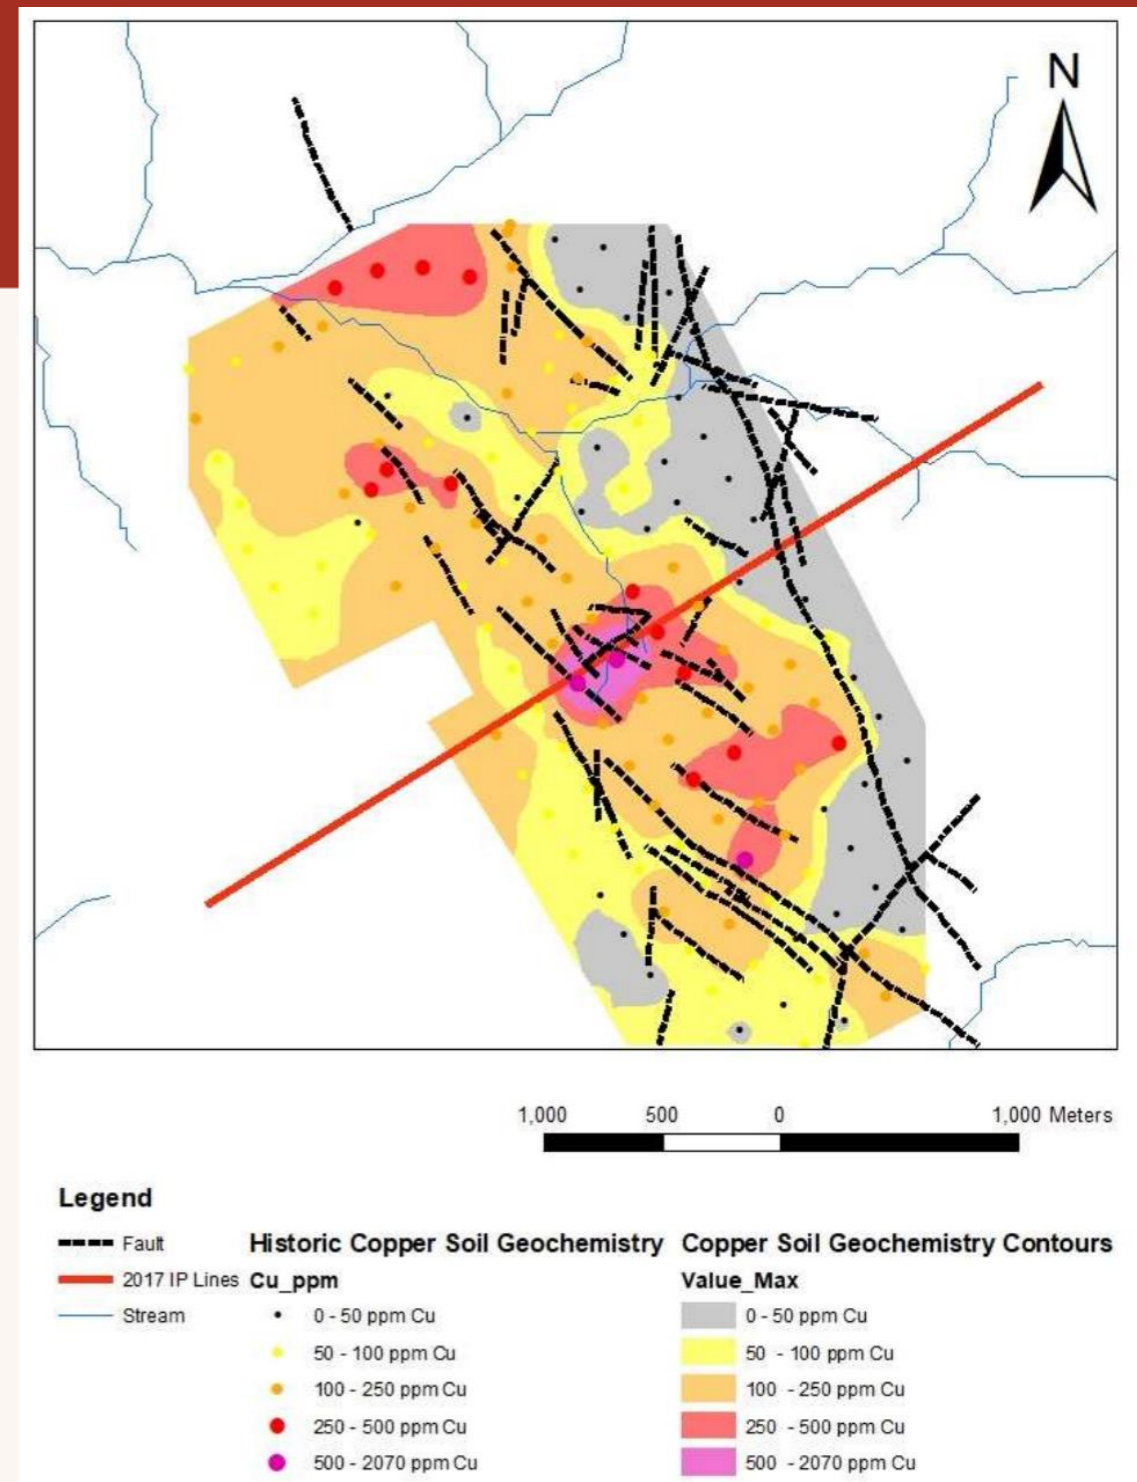 N
1,000 500 0 1,000 Meters
Legend
Fault
2017 IP Lines
Stream
Historic Copper Soil Geochemistry
Cu_ppm
0 - 50 ppm Cu
50 - 100 ppm Cu
100 - 250 ppm Cu
250 - 500 ppm Cu
500 - 2070 ppm Cu
Copper Soil Geochemistry Contours
Value_Max
0 - 50 ppm Cu
50 - 100 ppm Cu
100 - 250 ppm Cu
250 - 500 ppm Cu
500 - 2070 ppm Cu